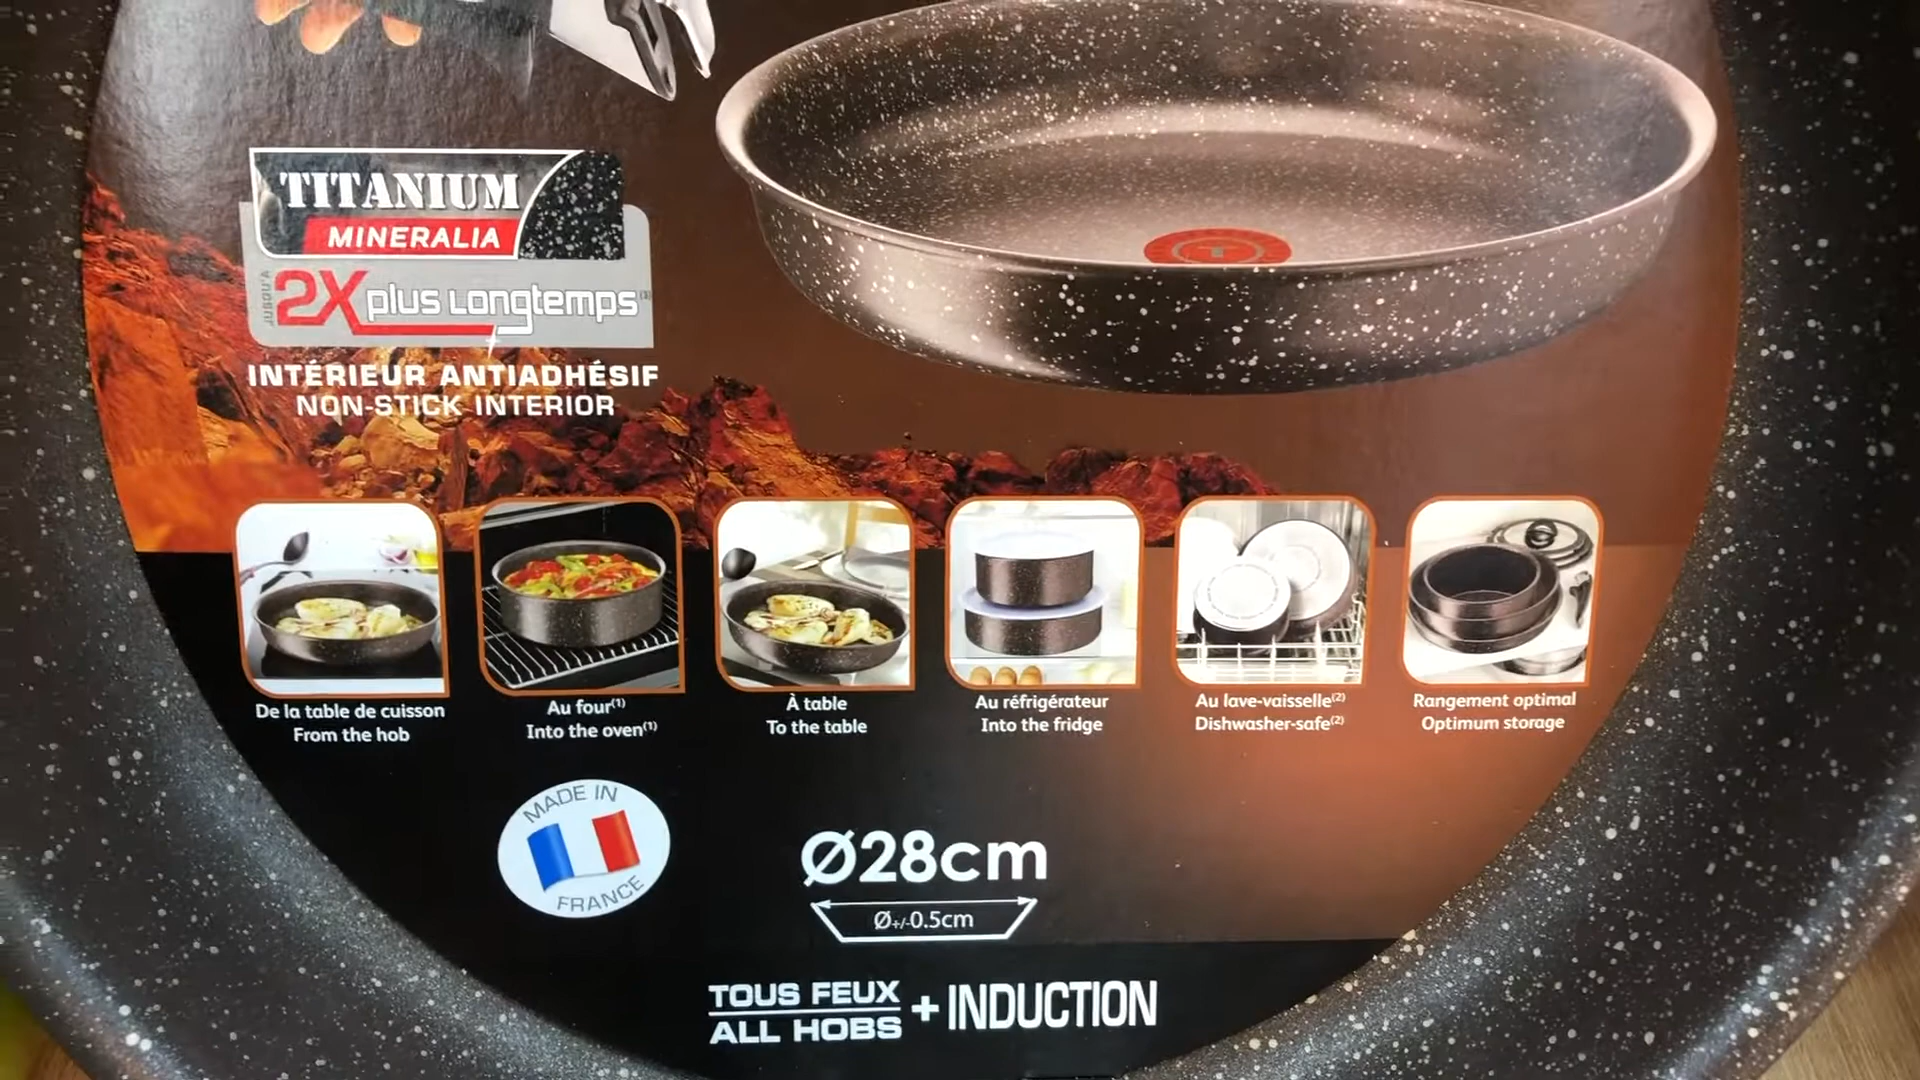 TITANIUM
MINERALIA
2X plus Longtemps
INTÉRIEUR ANTIADHÉSIF
NON-STICK INTERIOR
De la table de cuisson
From the hob
Au four(1)
Into the oven(1)
À table
To the table
Au réfrigérateur
Into the fridge
Au lave-vaisselle(2)
Dishwasher-safe(2)
Rangement optimal
Optimum storage
MADE IN
FRANCE
Ø28cm
Ø+/-0.5cm
TOUS FEUX
ALL HOBS
+ INDUCTION